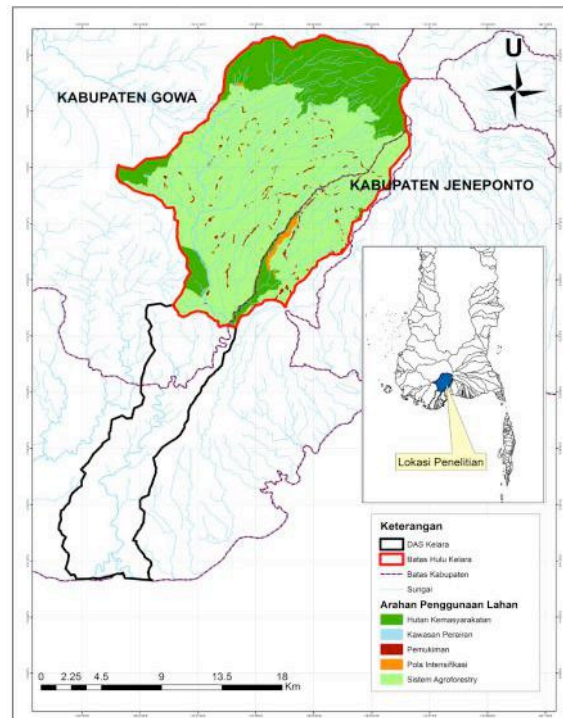 U
KABUPATEN GOWA
KABUPATEN JENEPONTO
Lokasi Penelitian
Keterangan
DAS Kelara
Batas Hulu Kelara
Batas Kabupaten
Sungai
Arahan Penggunaan Lahan
Hutan Kemasyarakatan
Kawasan Perairan
Pemukiman
Pola Intensifikasi
Sistem Agroforestry
0 2.25 4.5 9 13.5 18
Km